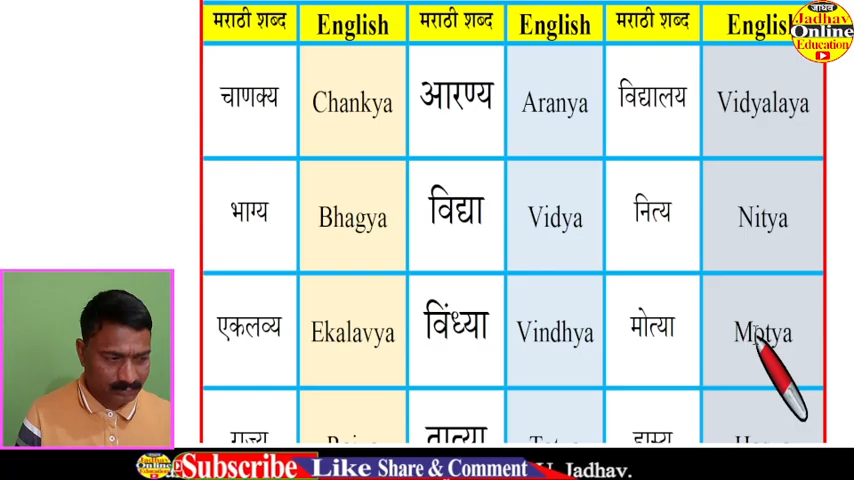 मराठी शब्द English मराठी शब्द English मराठी शब्द English
चाणक्य Chankya आरण्य Aranya विद्यालय Vidyalaya
भाग्य Bhagya विद्या Vidya नित्य Nitya
एकलव्य Ekalavya विंध्या Vindhya मोत्या Motya
जाधव
Jadhav
Online
Education
Subscribe Like Share & Comment Jadhav.